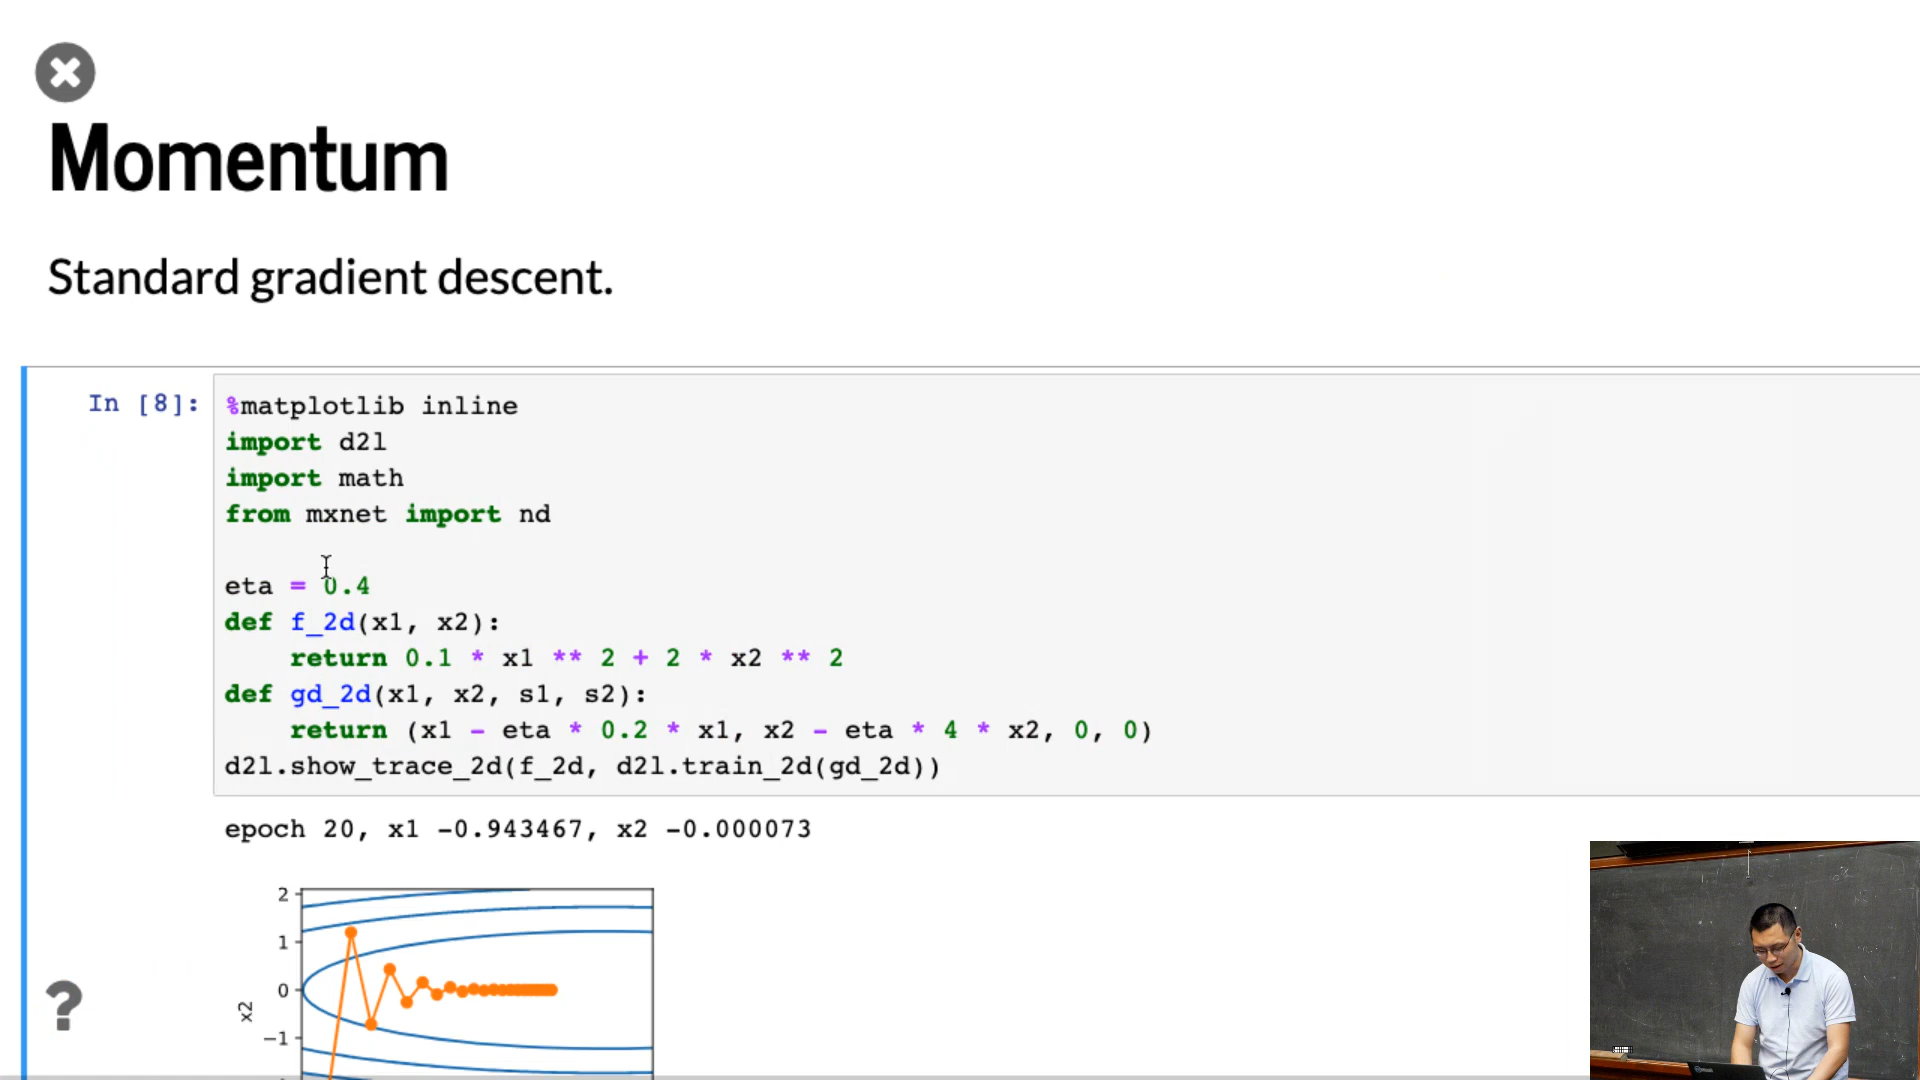 Momentum
Standard gradient descent.
In [8]:
%matplotlib inline
import d2l
import math
from mxnet import nd
eta = 0.4
def f_2d(x1, x2):
    return 0.1 * x1 ** 2 + 2 * x2 ** 2
def gd_2d(x1, x2, s1, s2):
    return (x1 - eta * 0.2 * x1, x2 - eta * 4 * x2, 0, 0)
d2l.show_trace_2d(f_2d, d2l.train_2d(gd_2d))
epoch 20, x1 -0.943467, x2 -0.000073
2
1
0
x2
−1
?